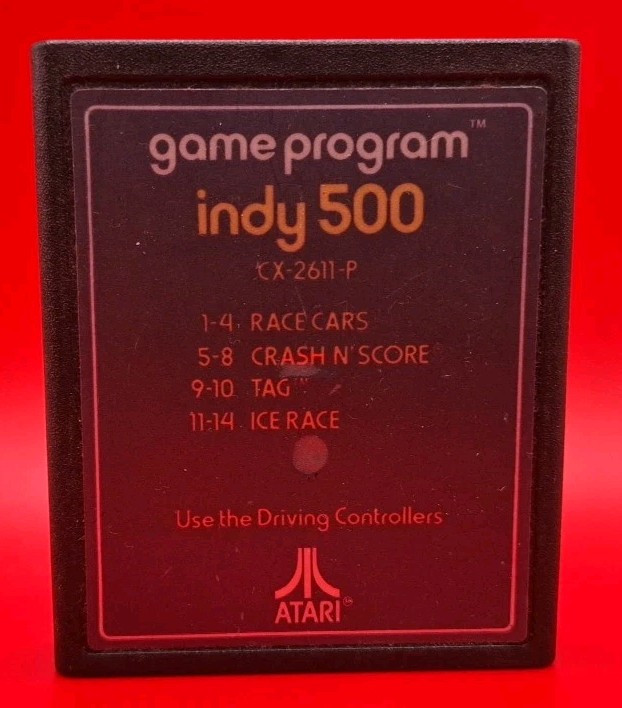 game program™
indy 500
CX-2611-P
1-4 RACE CARS
5-8 CRASH N' SCORE
9-10 TAG
11-14 ICE RACE
Use the Driving Controllers
ATARI